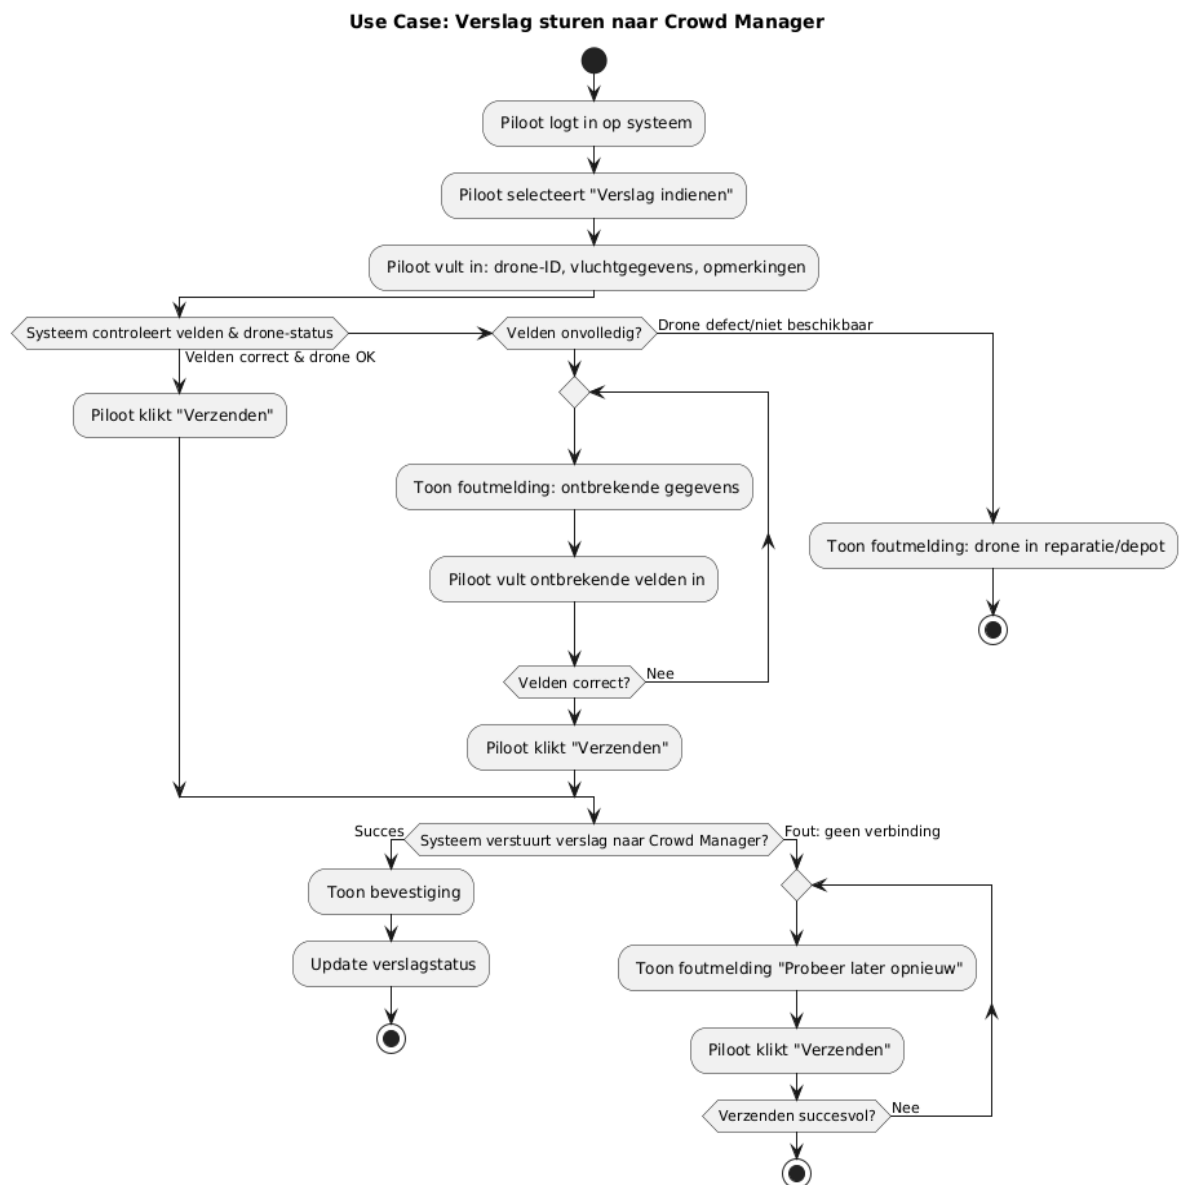 Use Case: Verslag sturen naar Crowd Manager
Piloot logt in op systeem
Piloot selecteert "Verslag indienen"
Piloot vult in: drone-ID, vluchtgegevens, opmerkingen
Systeem controleert velden & drone-status
Velden onvolledig?
Drone defect/niet beschikbaar
Velden correct & drone OK
Piloot klikt "Verzenden"
Toon foutmelding: ontbrekende gegevens
Toon foutmelding: drone in reparatie/depot
Piloot vult ontbrekende velden in
Velden correct?
Nee
Piloot klikt "Verzenden"
Succes
Systeem verstuurt verslag naar Crowd Manager?
Fout: geen verbinding
Toon bevestiging
Update verslagstatus
Toon foutmelding "Probeer later opnieuw"
Piloot klikt "Verzenden"
Verzenden succesvol?
Nee